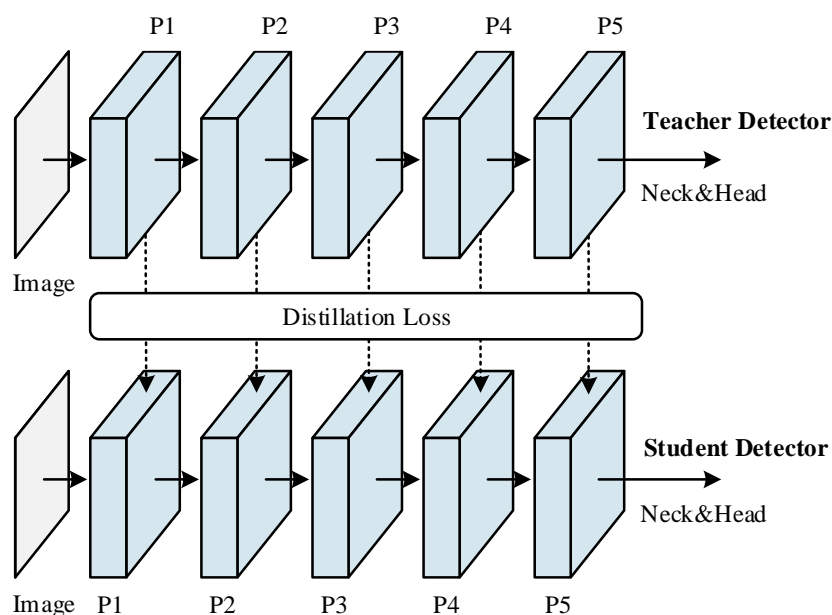 P1 P2 P3 P4 P5
Teacher Detector
Neck&Head
Image
Distillation Loss
Student Detector
Neck&Head
Image P1 P2 P3 P4 P5